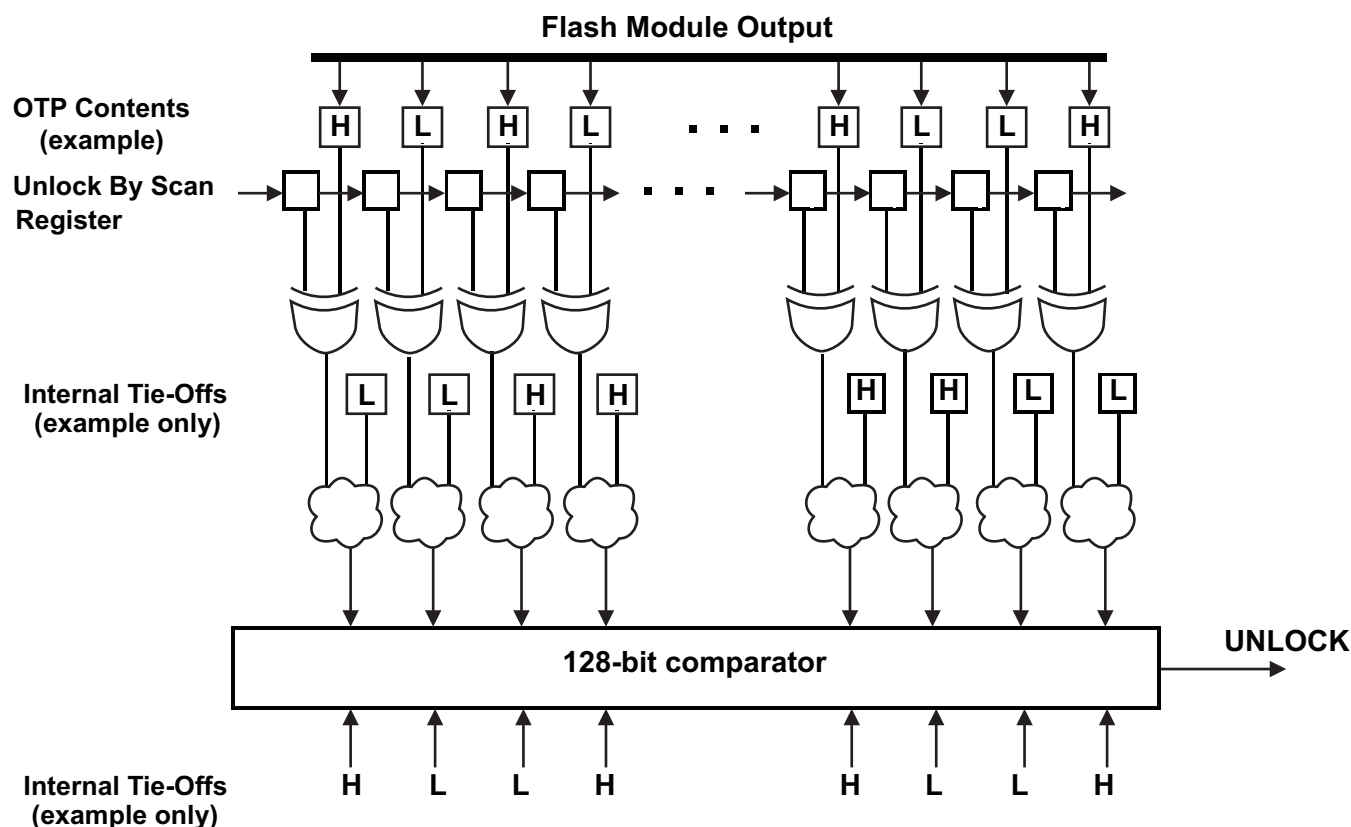 Flash Module Output
OTP Contents
(example)
H L H L . . . H L L H
Unlock By Scan
Register
. . .
Internal Tie-Offs
(example only)
L L H H H H L L
128-bit comparator
UNLOCK
Internal Tie-Offs
(example only)
H L L H H L L H